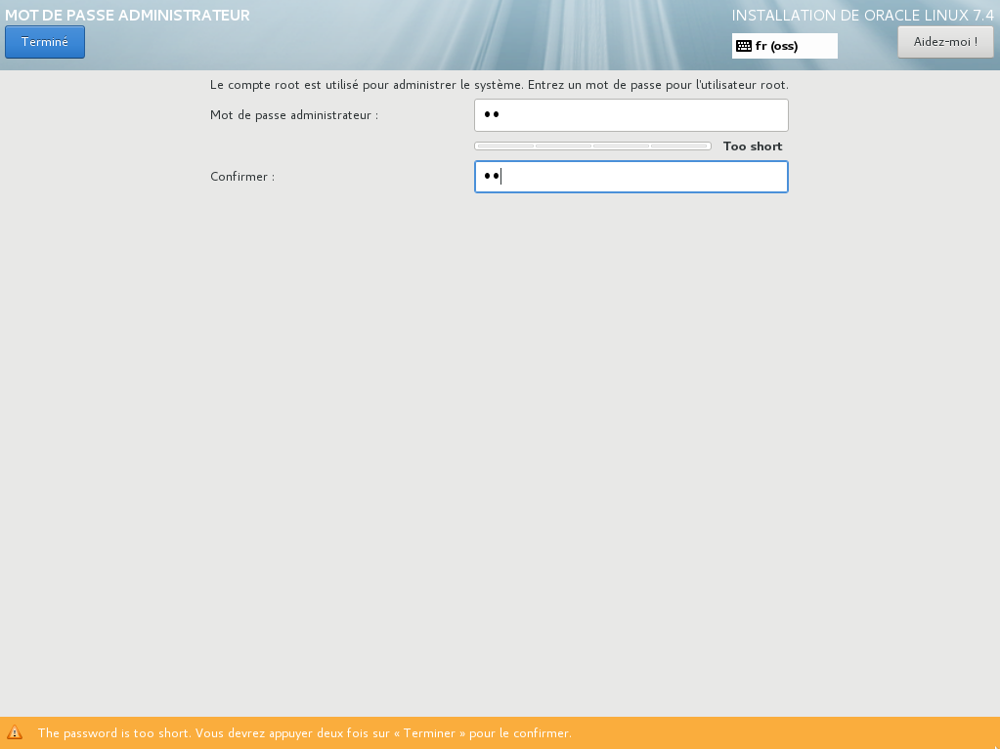 MOT DE PASSE ADMINISTRATEUR
INSTALLATION DE ORACLE LINUX 7.4
Terminé
fr (oss)
Aidez-moi !
Le compte root est utilisé pour administrer le système. Entrez un mot de passe pour l'utilisateur root.
Mot de passe administrateur :
••
Too short
Confirmer :
••
The password is too short. Vous devrez appuyer deux fois sur « Terminer » pour le confirmer.